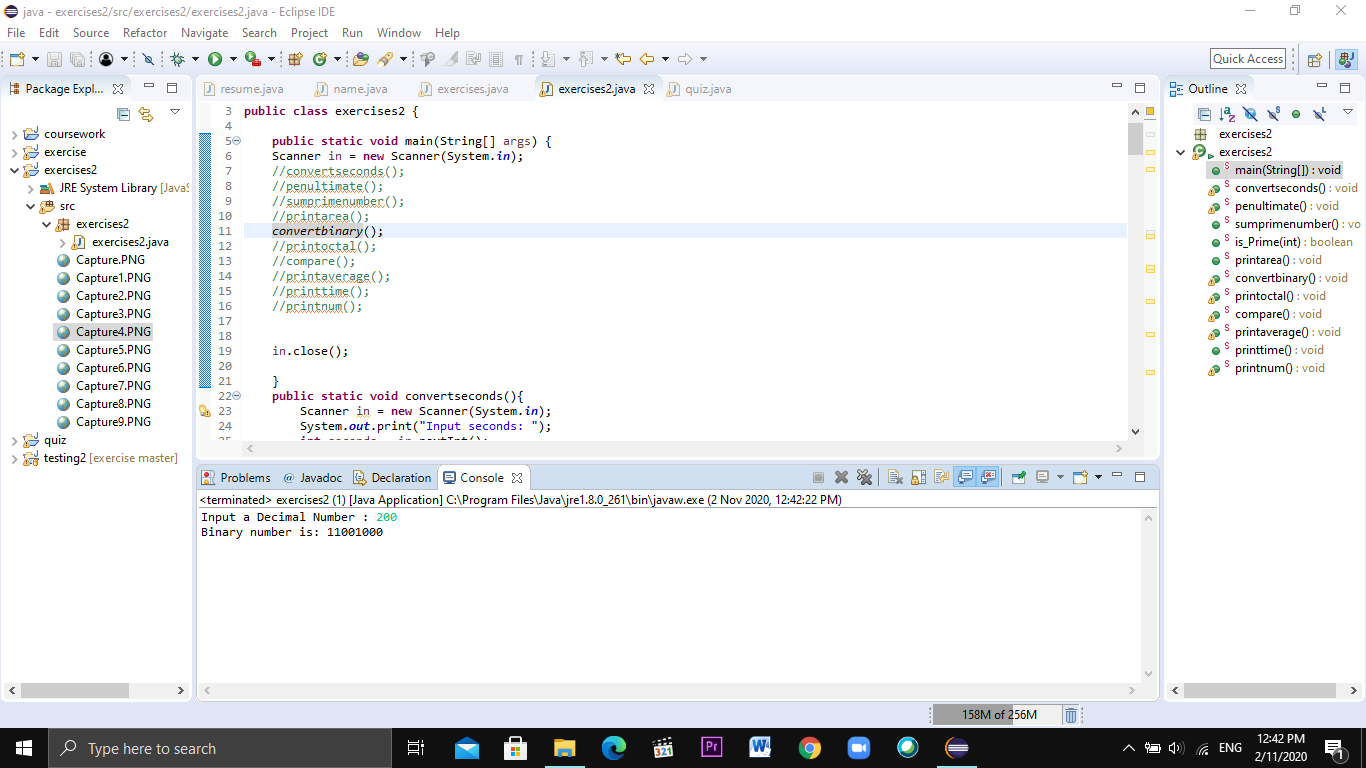 java - exercises2/src/exercises2/exercises2.java - Eclipse IDE
File Edit Source Refactor Navigate Search Project Run Window Help
Quick Access
Package Expl...
coursework
exercise
exercises2
JRE System Library [JavaS
src
exercises2
exercises2.java
Capture.PNG
Capture1.PNG
Capture2.PNG
Capture3.PNG
Capture4.PNG
Capture5.PNG
Capture6.PNG
Capture7.PNG
Capture8.PNG
Capture9.PNG
quiz
testing2 [exercise master]
resume.java name.java exercises.java exercises2.java quiz.java
3 public class exercises2 {
4
5 public static void main(String[] args) {
6 Scanner in = new Scanner(System.in);
7 //convertseconds();
8 //penultimate();
9 //sumprimenumber();
10 //printarea();
11 convertbinary();
12 //printoctal();
13 //compare();
14 //printaverage();
15 //printtime();
16 //printnum();
17
18
19 in.close();
20
21 }
22 public static void convertseconds(){
23 Scanner in = new Scanner(System.in);
24 System.out.print("Input seconds: ");
Outline
exercises2
exercises2
main(String[]) : void
convertseconds() : void
penultimate() : void
sumprimenumber() : vo
is_Prime(int) : boolean
printarea() : void
convertbinary() : void
printoctal() : void
compare() : void
printaverage() : void
printtime() : void
printnum() : void
Problems @ Javadoc Declaration Console
<terminated> exercises2 (1) [Java Application] C:\Program Files\Java\jre1.8.0_261\bin\javaw.exe (2 Nov 2020, 12:42:22 PM)
Input a Decimal Number : 200
Binary number is: 11001000
158M of 256M
Type here to search
321
Pr
W
ENG
12:42 PM
2/11/2020
1